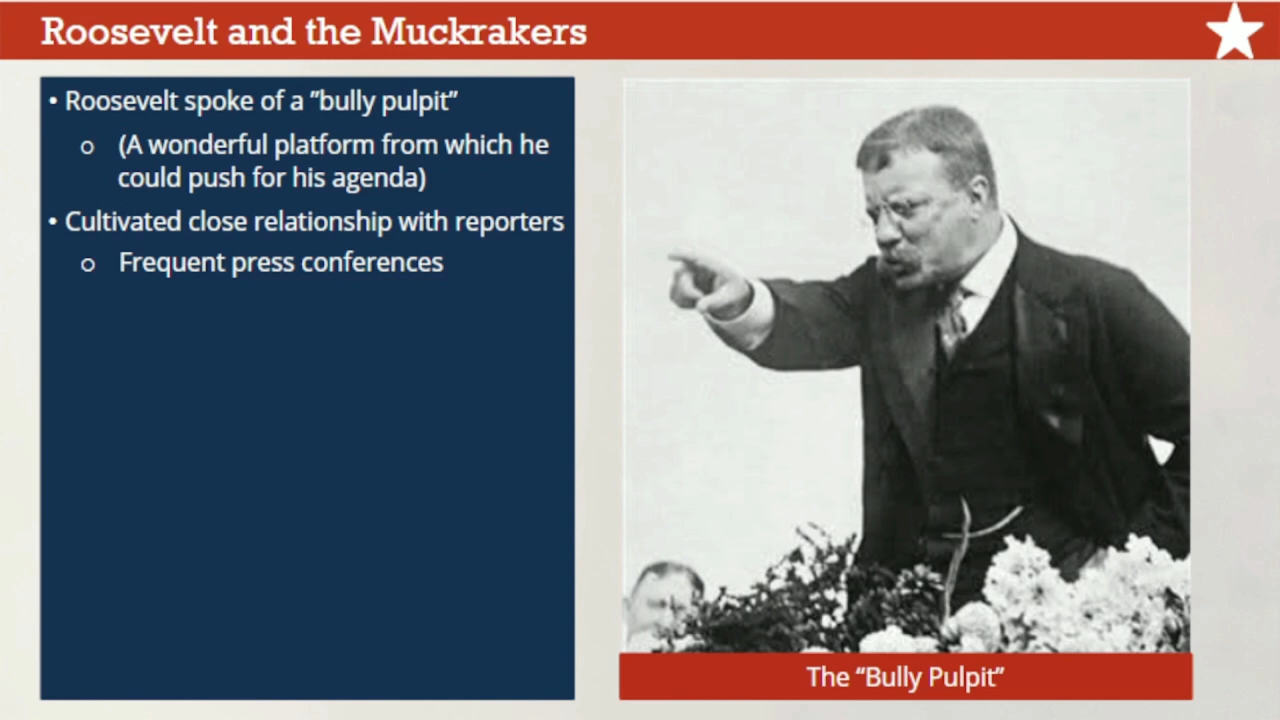 Roosevelt and the Muckrakers
• Roosevelt spoke of a ”bully pulpit”
o (A wonderful platform from which he
could push for his agenda)
• Cultivated close relationship with reporters
o Frequent press conferences
The “Bully Pulpit”